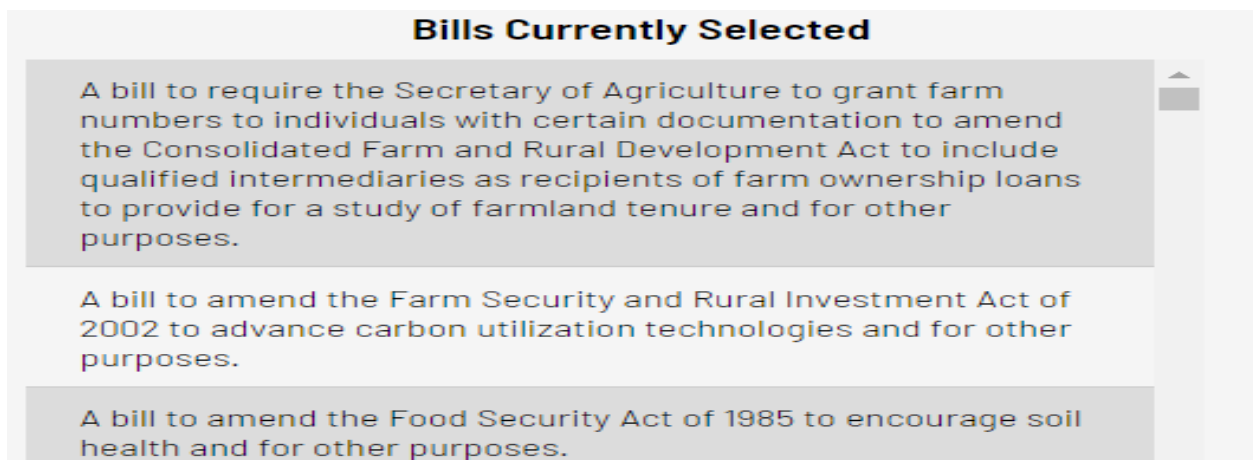 Bills Currently Selected
A bill to require the Secretary of Agriculture to grant farm
numbers to individuals with certain documentation to amend
the Consolidated Farm and Rural Development Act to include
qualified intermediaries as recipients of farm ownership loans
to provide for a study of farmland tenure and for other
purposes.
A bill to amend the Farm Security and Rural Investment Act of
2002 to advance carbon utilization technologies and for other
purposes.
A bill to amend the Food Security Act of 1985 to encourage soil
health and for other purposes.